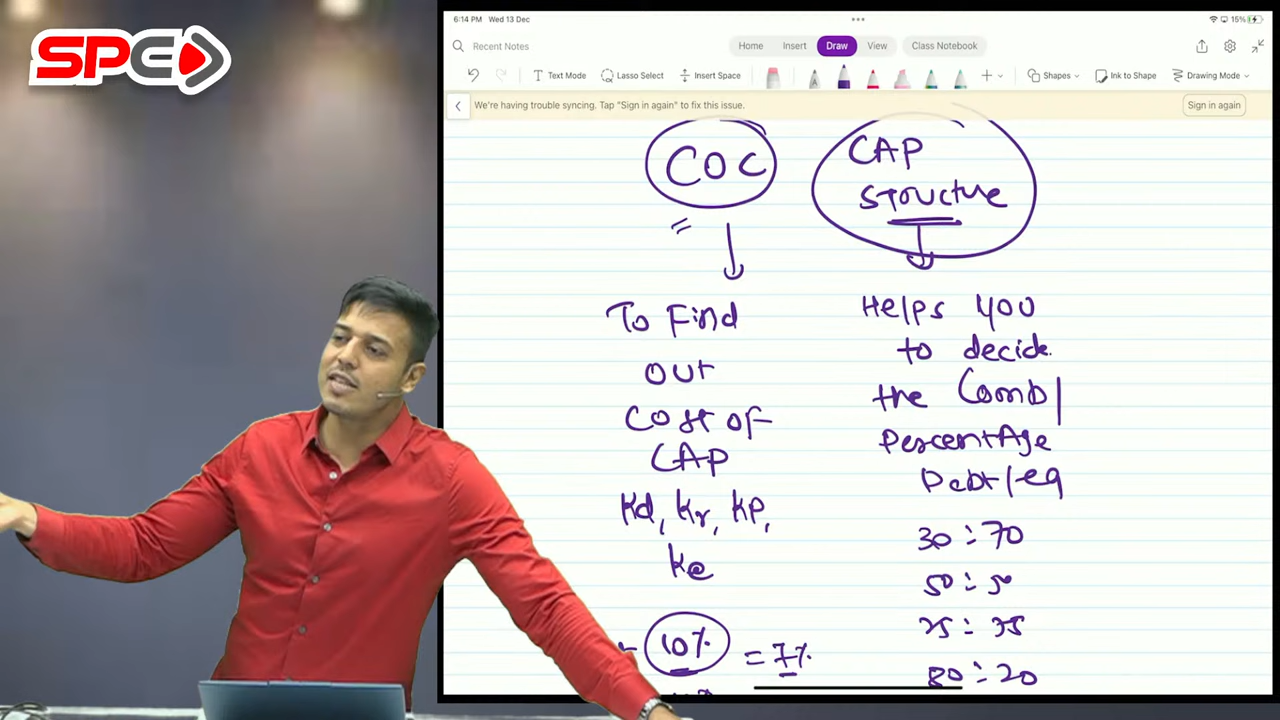 SPED
6:14 PM Wed 13 Dec
15%
Recent Notes
Home Insert Draw View Class Notebook
Text Mode Lasso Select Insert Space Shapes Ink to Shape Drawing Mode
We're having trouble syncing. Tap "Sign in again" to fix this issue.
Sign in again
COC
To Find
out
Cost of
CAP
Kd, Kr, KP,
Ke
10% = 7%
CAP
Structure
Helps you
to decide.
the Comb/
Percentage
Debt/eq
30:70
50:50
80:20